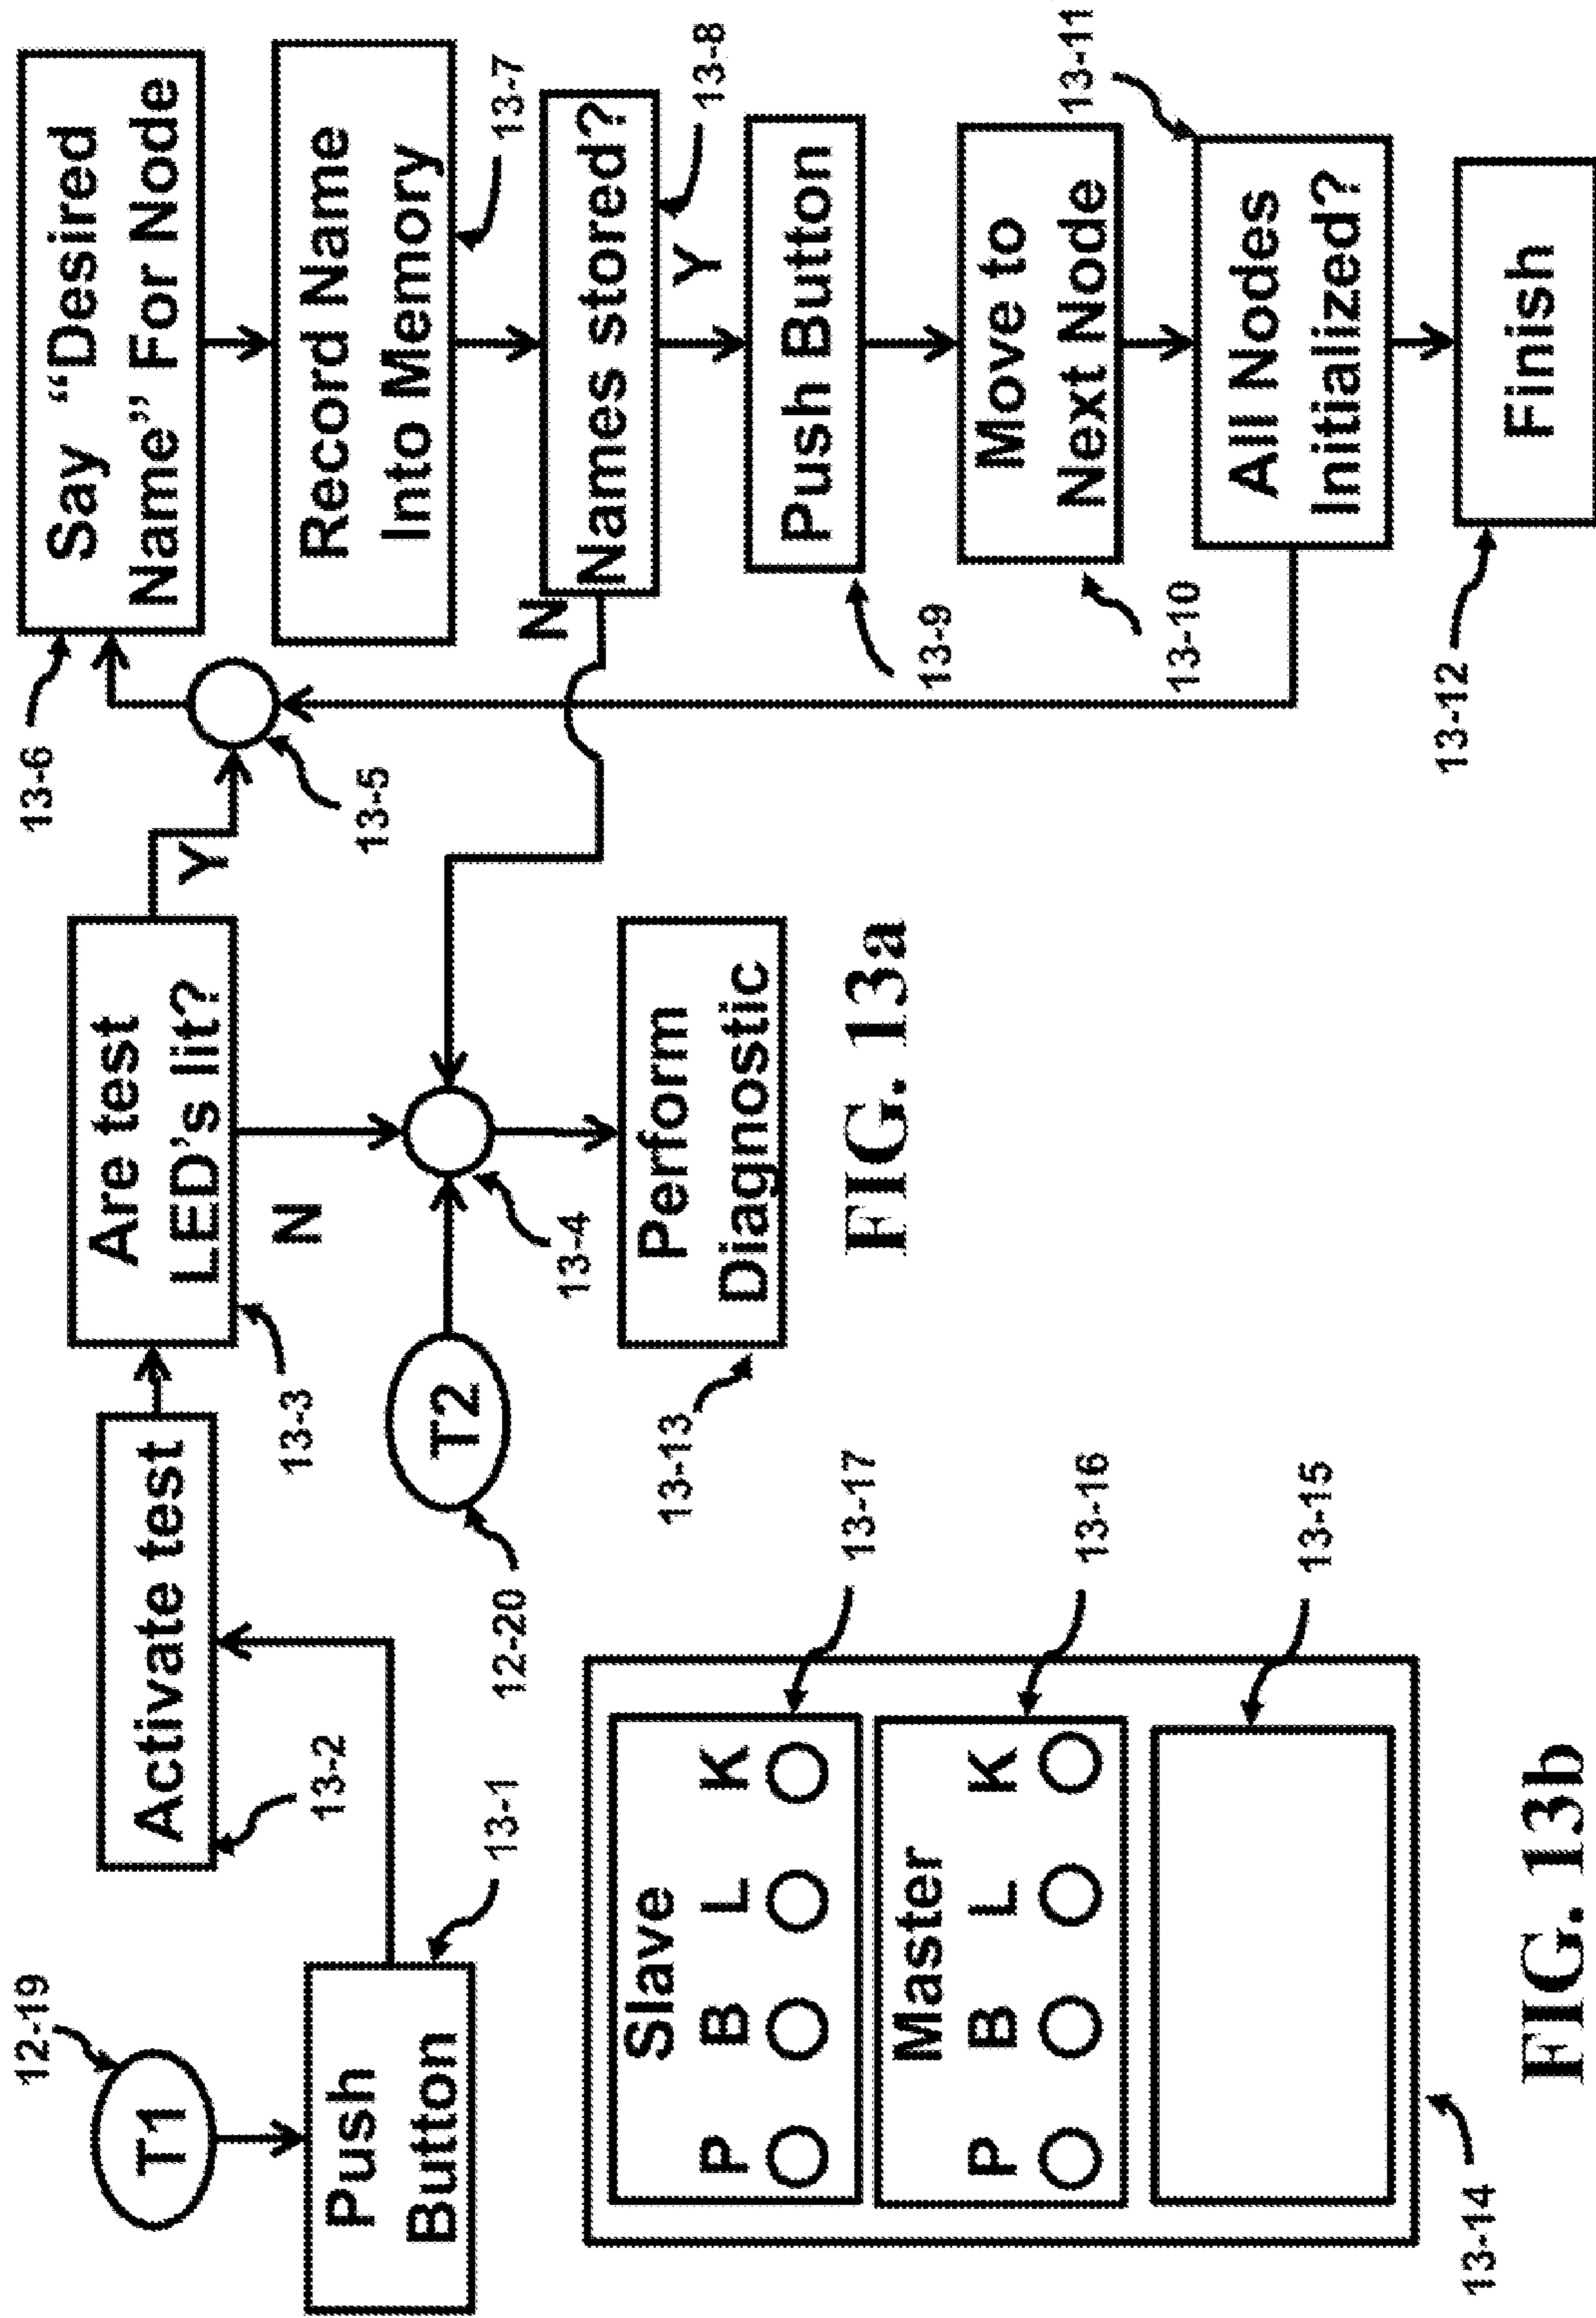 12-19
T1
Push
Button
13-1
Activate test
13-2
Are test
LED's lit?
13-3
Y
N
T2
12-20
13-4
Perform
Diagnostic
13-13
13-5
13-6
Say “Desired
Name” For Node
Record Name
Into Memory
13-7
Names stored?
13-8
N
Y
Push Button
13-9
Move to
Next Node
13-10
All Nodes
Initialized?
13-11
Finish
13-12
FIG. 13a
Slave
P B L K
13-17
Master
P B L K
13-16
13-15
13-14
FIG. 13b